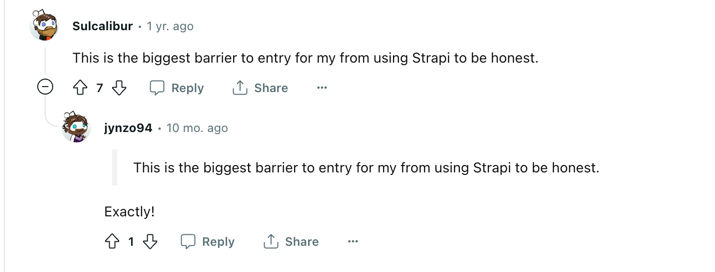 Sulcalibur • 1 yr. ago
This is the biggest barrier to entry for my from using Strapi to be honest.
7 Reply Share ...
jynzo94 • 10 mo. ago
This is the biggest barrier to entry for my from using Strapi to be honest.
Exactly!
1 Reply Share ...